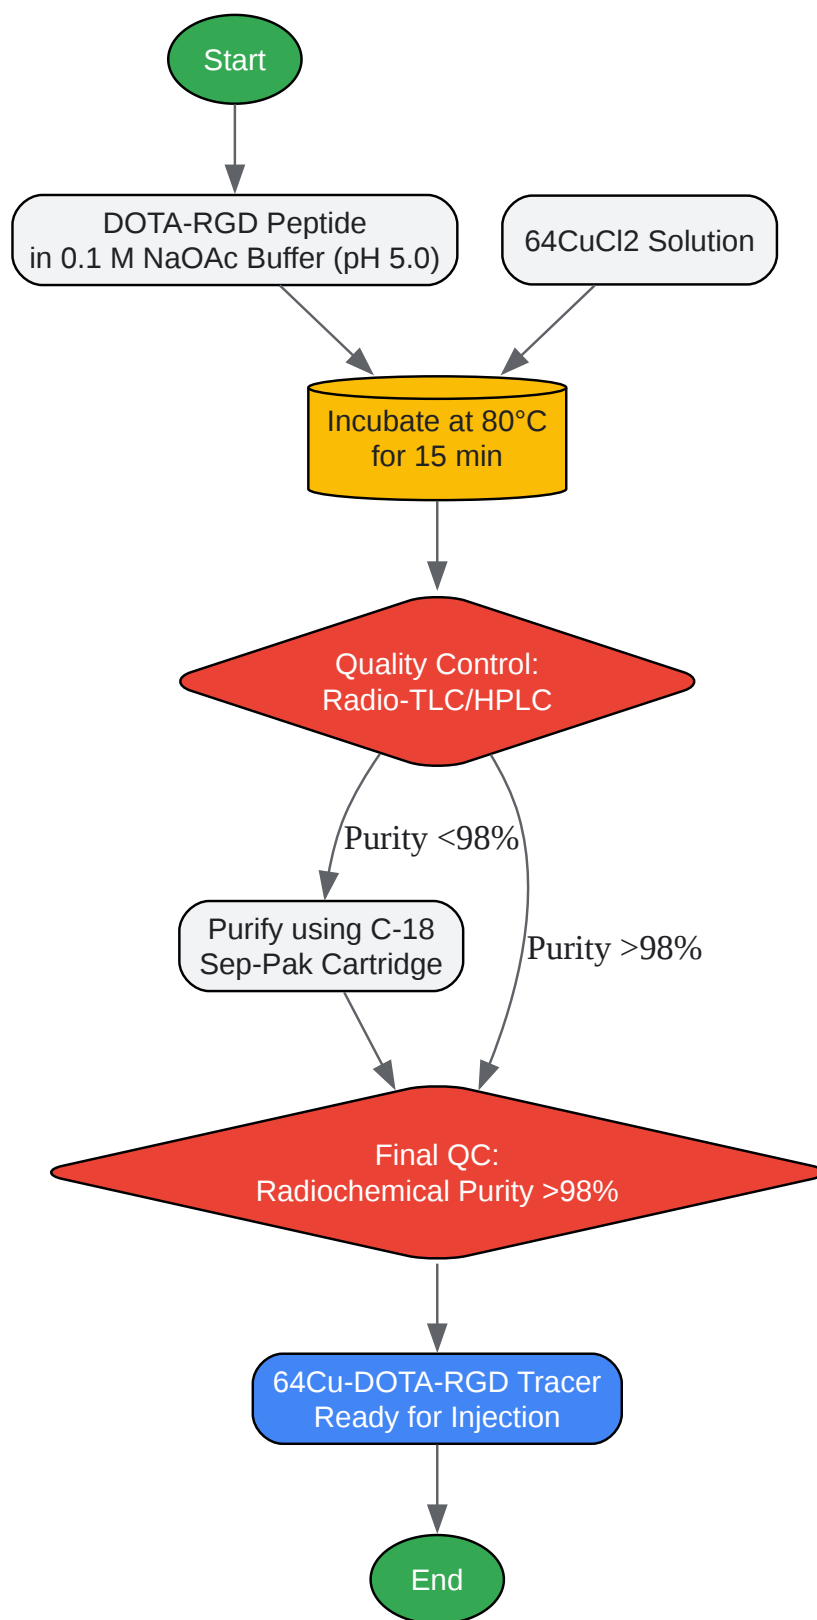 Start
DOTA-RGD Peptide
in 0.1 M NaOAc Buffer (pH 5.0)
64CuCl2 Solution
Incubate at 80°C
for 15 min
Quality Control:
Radio-TLC/HPLC
Purity <98%
Purify using C-18
Sep-Pak Cartridge
Purity >98%
Final QC:
Radiochemical Purity >98%
64Cu-DOTA-RGD Tracer
Ready for Injection
End